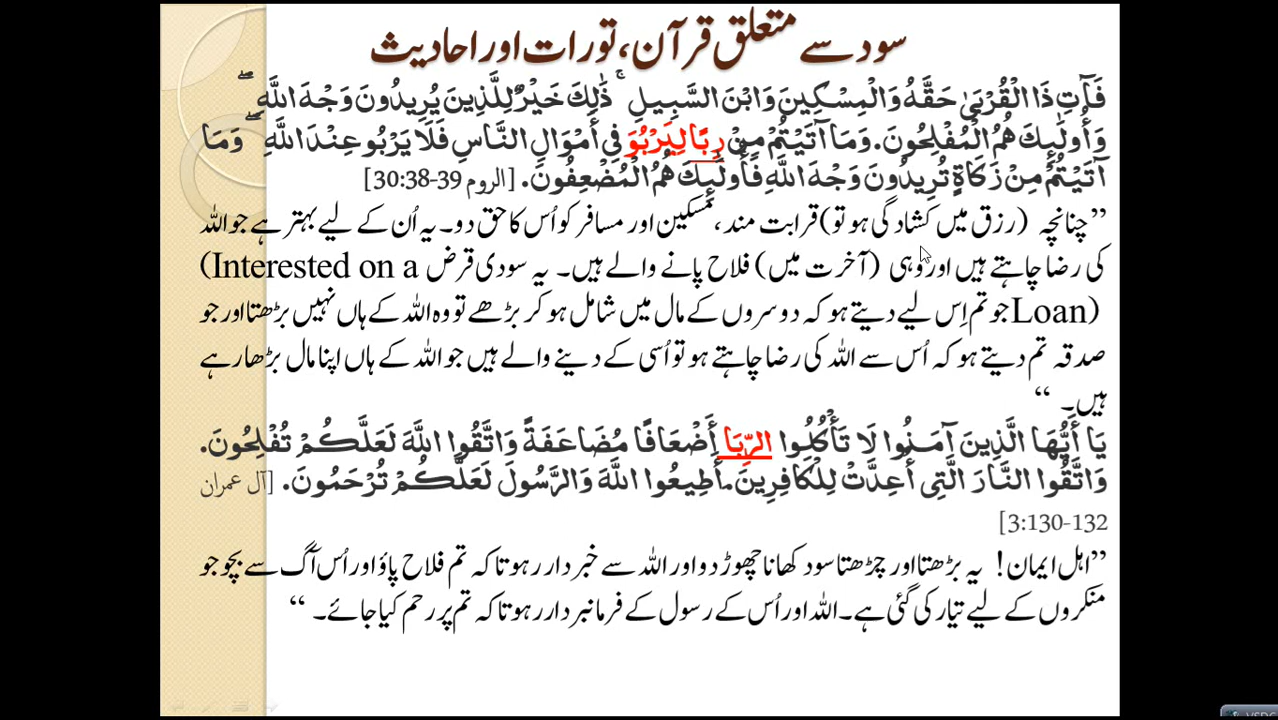 سود سے متعلق قرآن، تورات اور احادیث
فَآتِ ذَا الْقُرْبَىٰ حَقَّهُ وَالْمِسْكِينَ وَابْنَ السَّبِيلِ ۚ ذَٰلِكَ خَيْرٌ لِلَّذِينَ يُرِيدُونَ وَجْهَ اللَّهِ ۖ
وَأُولَٰئِكَ هُمُ الْمُفْلِحُونَ. وَمَا آتَيْتُمْ مِنْ رِبًا لِيَرْبُوَ فِي أَمْوَالِ النَّاسِ فَلَا يَرْبُو عِنْدَ اللَّهِ ۖ وَمَا
آتَيْتُمْ مِنْ زَكَاةٍ تُرِيدُونَ وَجْهَ اللَّهِ فَأُولَٰئِكَ هُمُ الْمُضْعِفُونَ. [الروم 39-30:38]
”چنانچہ (رزق میں کشادگی ہو تو) قرابت مند، مسکین اور مسافر کو اُس کا حق دو۔ یہ اُن کے لیے بہتر ہے جو اللہ
کی رضا چاہتے ہیں اور وہی (آخرت میں) فلاح پانے والے ہیں۔ یہ سودی قرض (Interested on a
Loan) جو تم اِس لیے دیتے ہو کہ دوسروں کے مال میں شامل ہو کر بڑھے تو وہ اللہ کے ہاں نہیں بڑھتا اور جو
صدقہ تم دیتے ہو کہ اُس سے اللہ کی رضا چاہتے ہو تو اُسی کے دینے والے ہیں جو اللہ کے ہاں اپنا مال بڑھا رہے
ہیں۔ “
يَا أَيُّهَا الَّذِينَ آمَنُوا لَا تَأْكُلُوا الرِّبَا أَضْعَافًا مُضَاعَفَةً وَاتَّقُوا اللَّهَ لَعَلَّكُمْ تُفْلِحُونَ.
وَاتَّقُوا النَّارَ الَّتِي أُعِدَّتْ لِلْكَافِرِينَ. أَطِيعُوا اللَّهَ وَالرَّسُولَ لَعَلَّكُمْ تُرْحَمُونَ. [آل عمران
3:130-132]
”اہل ایمان! یہ بڑھتا اور چڑھتا سود کھانا چھوڑ دو اور اللہ سے خبردار رہو تاکہ تم فلاح پاؤ اور اُس آگ سے بچو جو
منکروں کے لیے تیار کی گئی ہے۔ اللہ اور اُس کے رسول کے فرمانبردار رہو تاکہ تم پر رحم کیا جائے۔ “